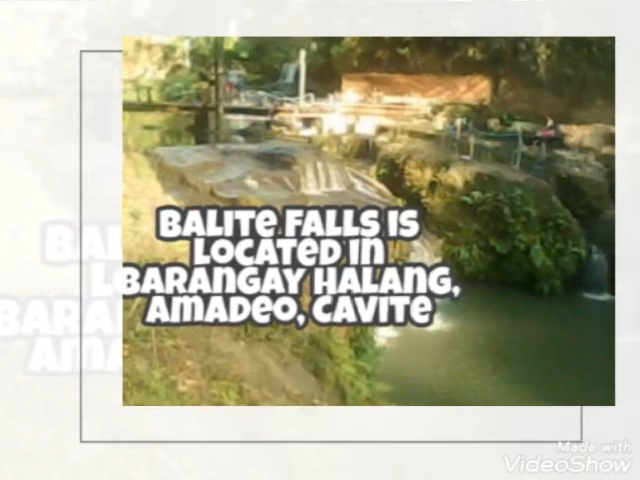 Balite Falls is
located in
Barangay Halang,
Amadeo, Cavite
Made with
VideoShow